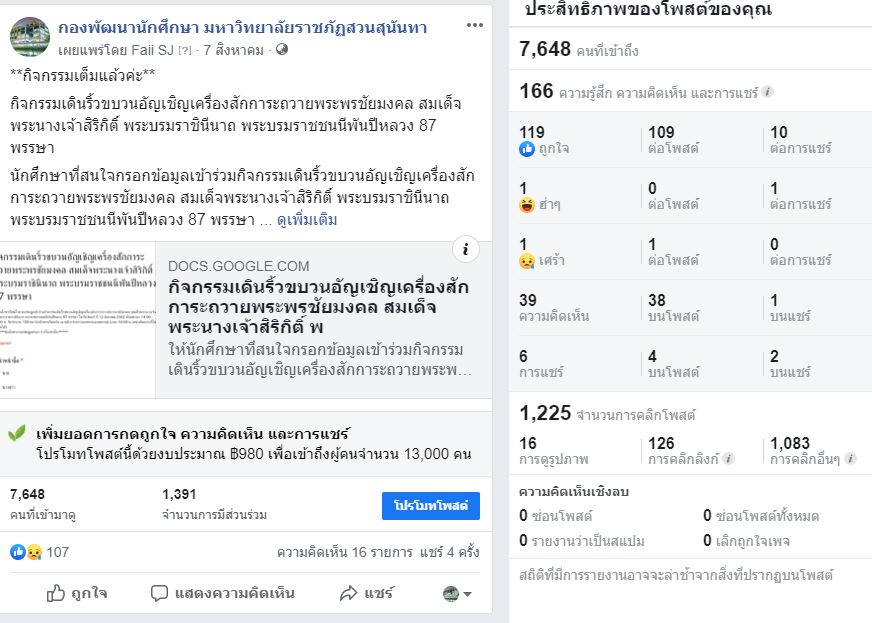 กองพัฒนานักศึกษา มหาวิทยาลัยราชภัฏสวนสุนันทา
เผยแพร่โดย Faii SJ [?] · 7 สิงหาคม ·
**กิจกรรมเต็มแล้วค่ะ**
กิจกรรมเดินริ้วขบวนอัญเชิญเครื่องสักการะถวายพระพรชัยมงคล สมเด็จ
พระนางเจ้าสิริกิติ์ พระบรมราชินีนาถ พระบรมราชชนนีพันปีหลวง 87
พรรษา
นักศึกษาที่สนใจกรอกข้อมูลเข้าร่วมกิจกรรมเดินริ้วขบวนอัญเชิญเครื่องสัก
การะถวายพระพรชัยมงคล สมเด็จพระนางเจ้าสิริกิติ์ พระบรมราชินีนาถ
พระบรมราชชนนีพันปีหลวง 87 พรรษา ... ดูเพิ่มเติม
DOCS.GOOGLE.COM
กิจกรรมเดินริ้วขบวนอัญเชิญเครื่องสัก
การะถวายพระพรชัยมงคล สมเด็จ
พระนางเจ้าสิริกิติ์ พ
ให้นักศึกษาที่สนใจกรอกข้อมูลเข้าร่วมกิจกรรม
เดินริ้วขบวนอัญเชิญเครื่องสักการะถวายพระพ...
เพิ่มยอดการกดถูกใจ ความคิดเห็น และการแชร์
โปรโมทโพสต์นี้ด้วยงบประมาณ ฿980 เพื่อเข้าถึงผู้คนจำนวน 13,000 คน
7,648 1,391
คนที่เข้ามาดู จำนวนการมีส่วนร่วม
โปรโมทโพสต์
107 ความคิดเห็น 16 รายการ แชร์ 4 ครั้ง
ถูกใจ แสดงความคิดเห็น แชร์
ประสิทธิภาพของโพสต์ของคุณ
7,648 คนที่เข้าถึง
166 ความรู้สึก ความคิดเห็น และการแชร์
119 109 10
ถูกใจ ต่อโพสต์ ต่อการแชร์
1 0 1
ฮ่าๆ ต่อโพสต์ ต่อการแชร์
1 1 0
เศร้า ต่อโพสต์ ต่อการแชร์
39 38 1
ความคิดเห็น บนโพสต์ บนแชร์
6 4 2
การแชร์ บนโพสต์ บนแชร์
1,225 จำนวนการคลิกโพสต์
16 126 1,083
การดูรูปภาพ การคลิกลิงก์ การคลิกอื่นๆ
ความคิดเห็นเชิงลบ
0 ซ่อนโพสต์ 0 ซ่อนโพสต์ทั้งหมด
0 รายงานว่าเป็นสแปม 0 เลิกถูกใจเพจ
สถิติที่มีการรายงานอาจจะล่าช้าจากสิ่งที่ปรากฏบนโพสต์